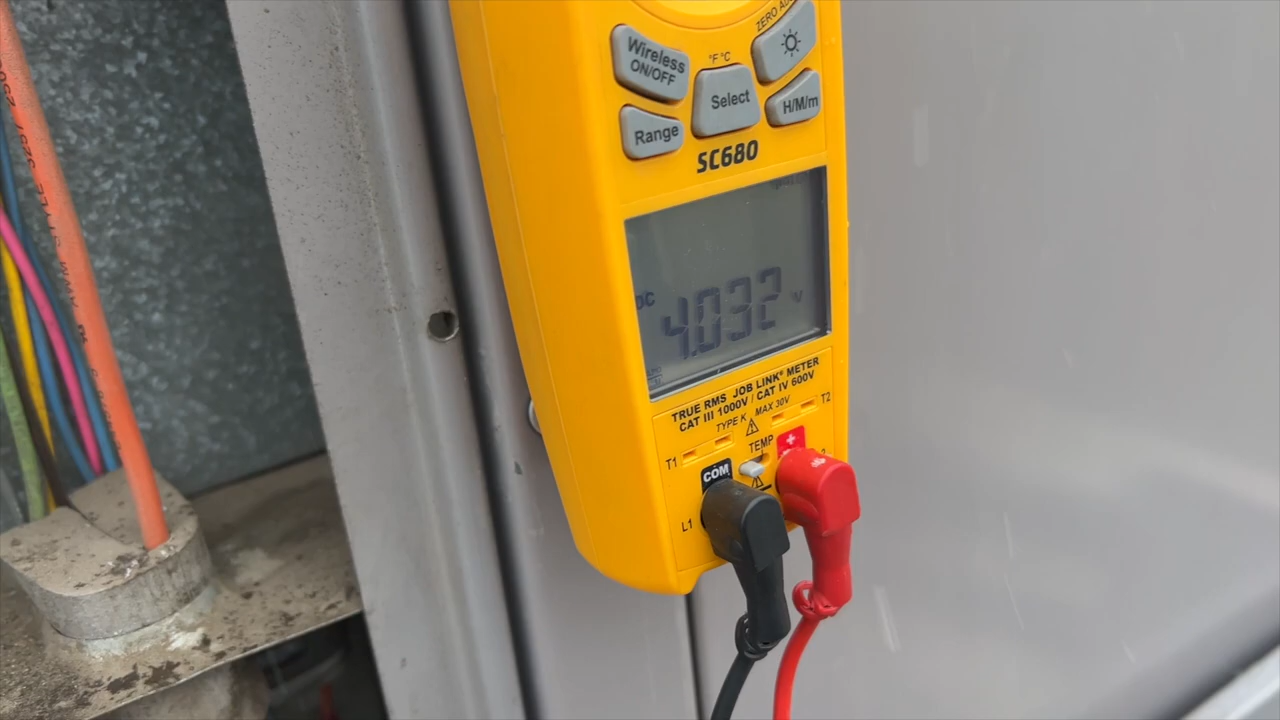 ZERO
Wireless
ON/OFF
°F °C
Select
H/M/m
Range
SC680
DC
4.032 V
TRUE RMS JOB LINK® METER
CAT III 1000V / CAT IV 600V
TYPE K
MAX 30V
T2
T1
TEMP
+
COM
L1